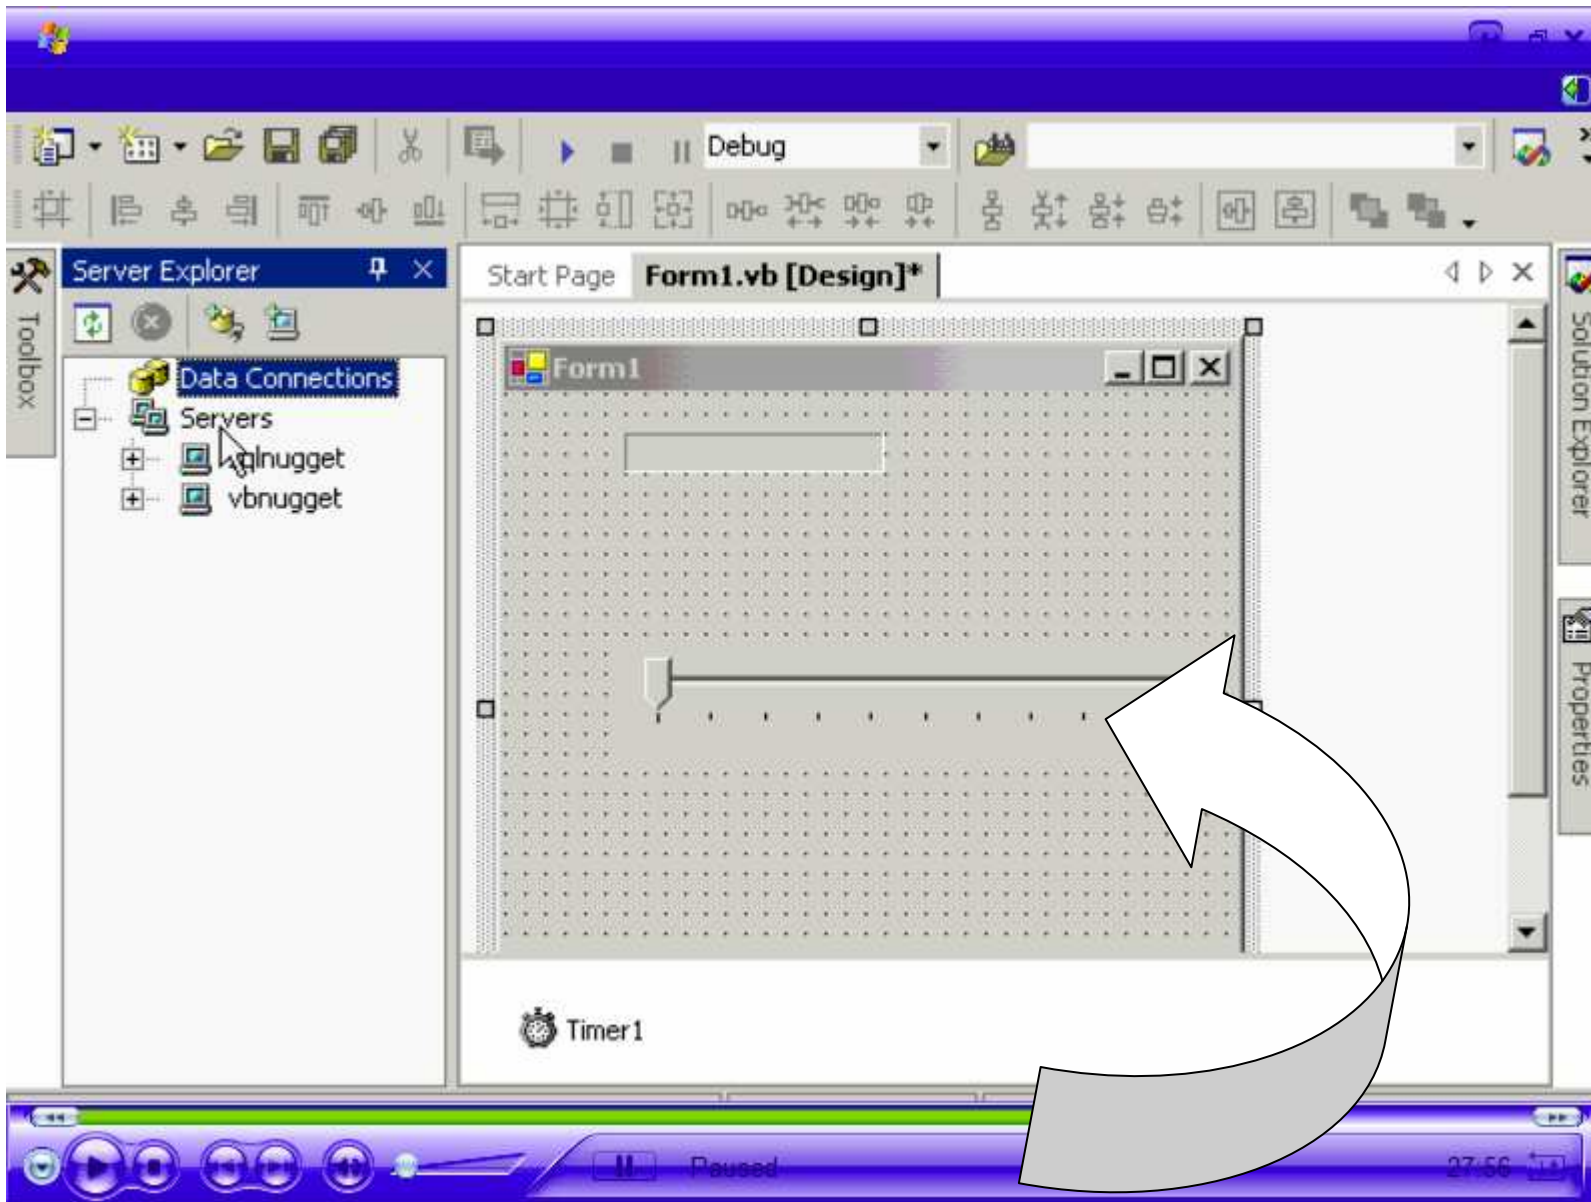 Debug
Toolbox
Server Explorer
Data Connections
Servers
vbnugget
Start Page
Form1.vb [Design]*
Form1
Timer1
Solution Explorer
Properties
Paused
27:56